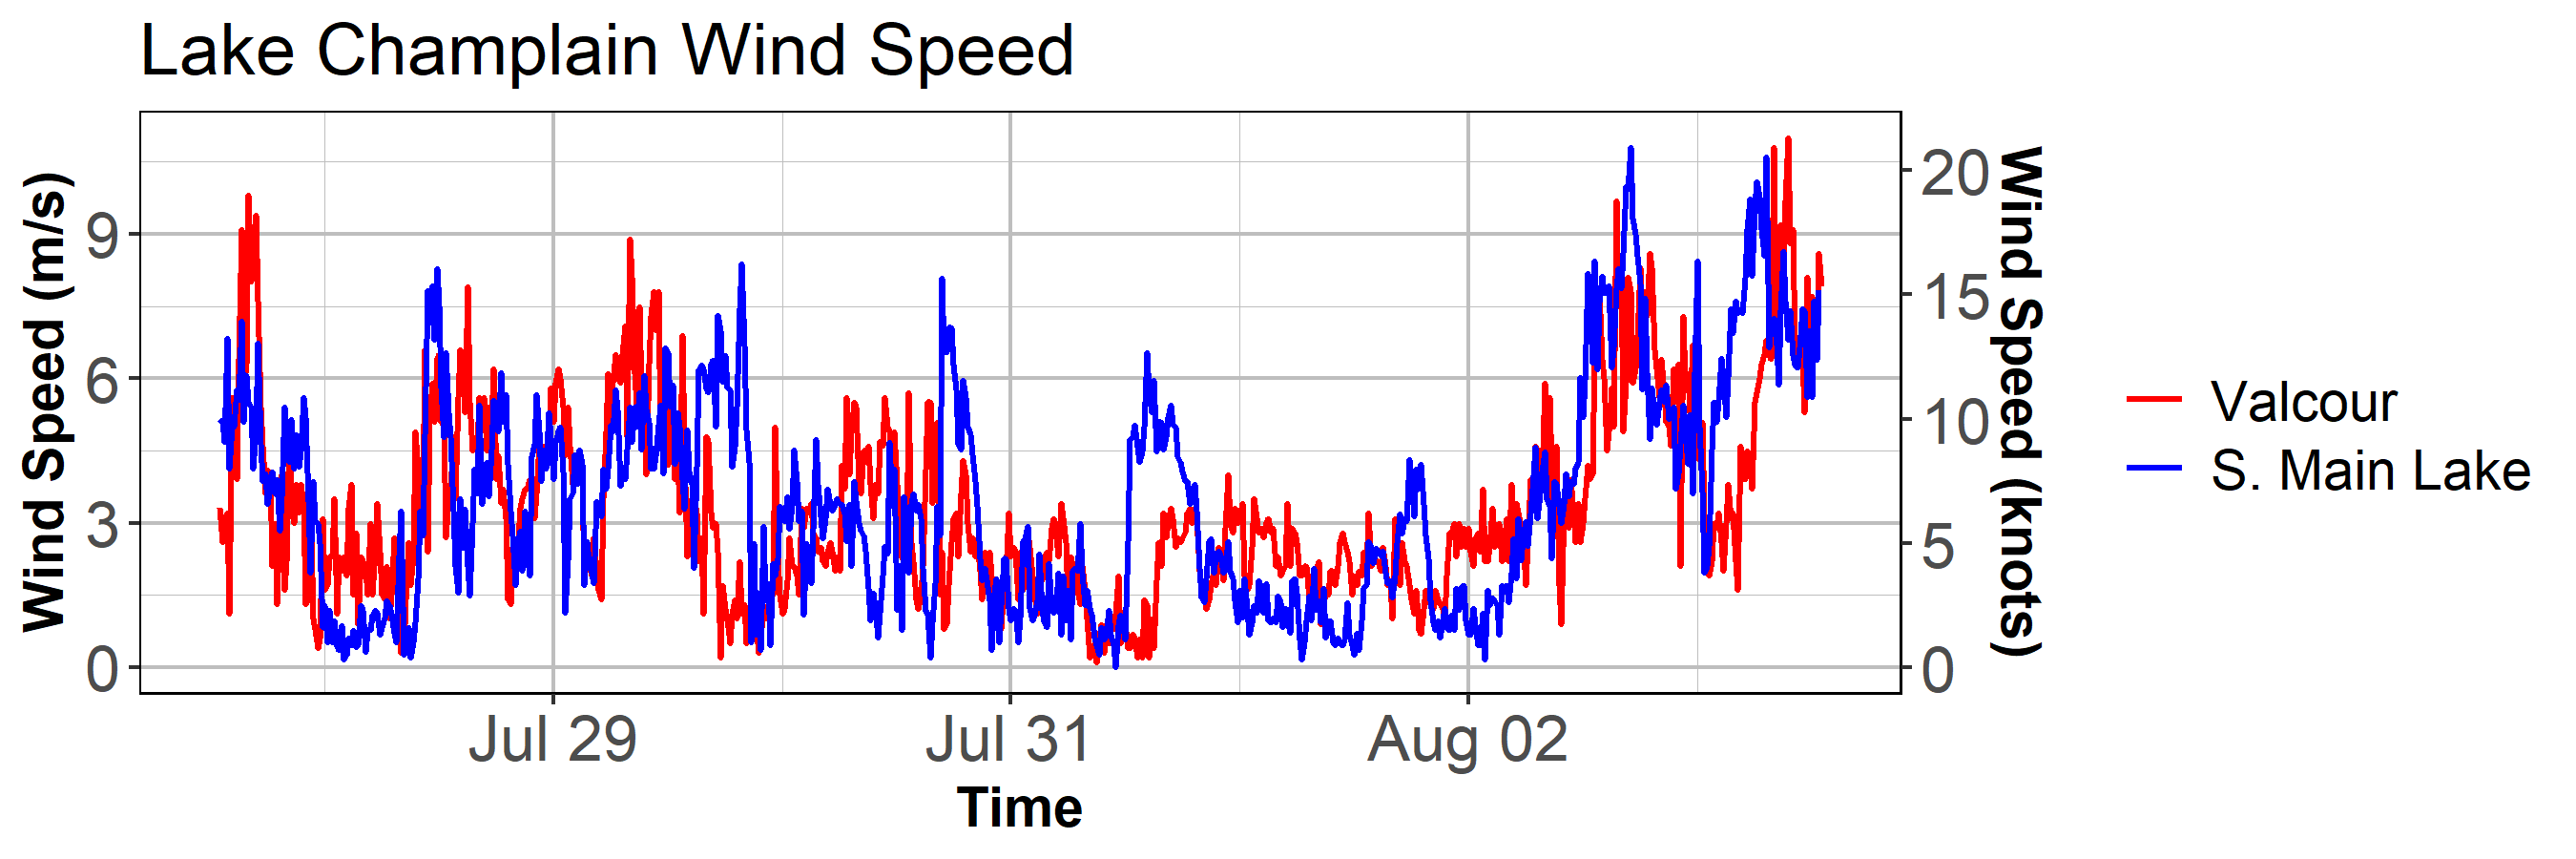 Lake Champlain Wind Speed
Wind Speed (m/s)
9
6
3
0
20
15
10
5
0
Wind Speed (knots)
Jul 29
Jul 31
Aug 02
Time
Valcour
S. Main Lake